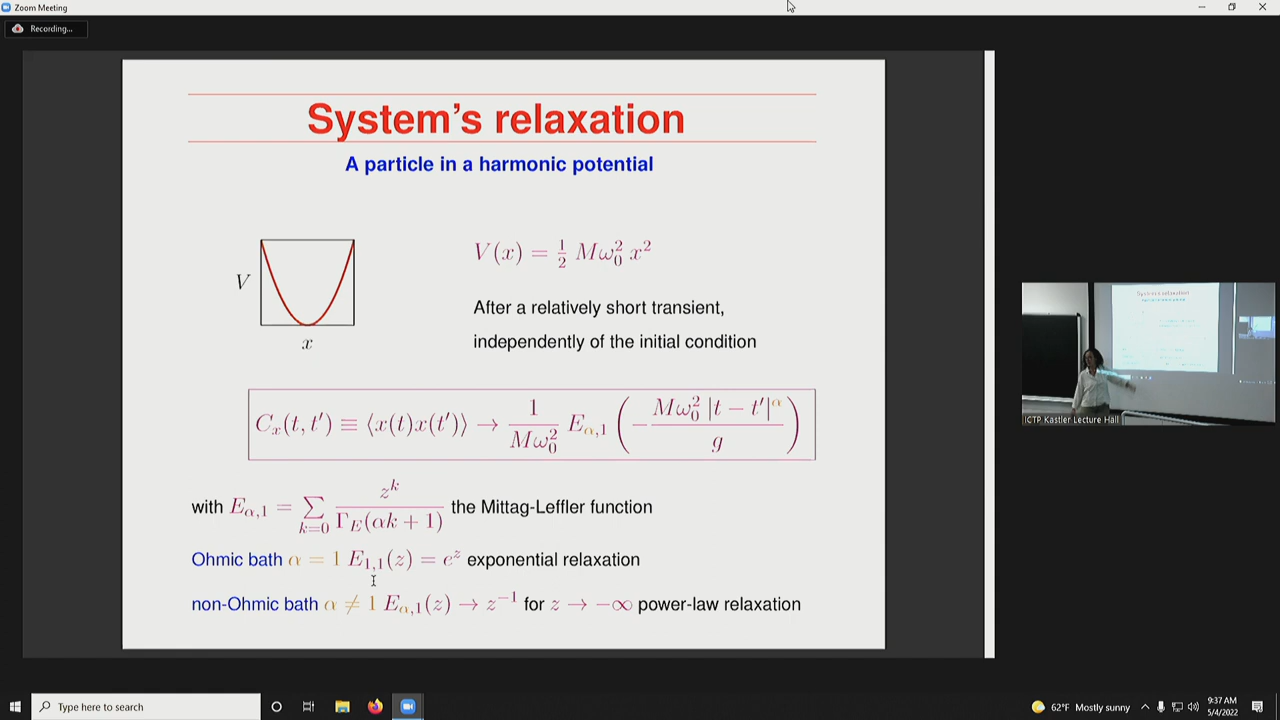 Zoom Meeting
Recording...
System's relaxation
A particle in a harmonic potential
V
x
V(x) = 1/2 Mω₀² x²
After a relatively short transient,
independently of the initial condition
C_x(t, t′) ≡ ⟨x(t)x(t′)⟩ → 1/(Mω₀²) E_{α,1} (− Mω₀² |t − t′|^α / g)
with E_{α,1} = ∑_{k=0} z^k / Γ_E(αk + 1) the Mittag-Leffler function
Ohmic bath α = 1 E_{1,1}(z) = e^z exponential relaxation
non-Ohmic bath α ≠ 1 E_{α,1}(z) → z⁻¹ for z → −∞ power-law relaxation
System's relaxation
ICTP Kastler Lecture Hall
Type here to search
62°F Mostly sunny
9:37 AM
5/4/2022